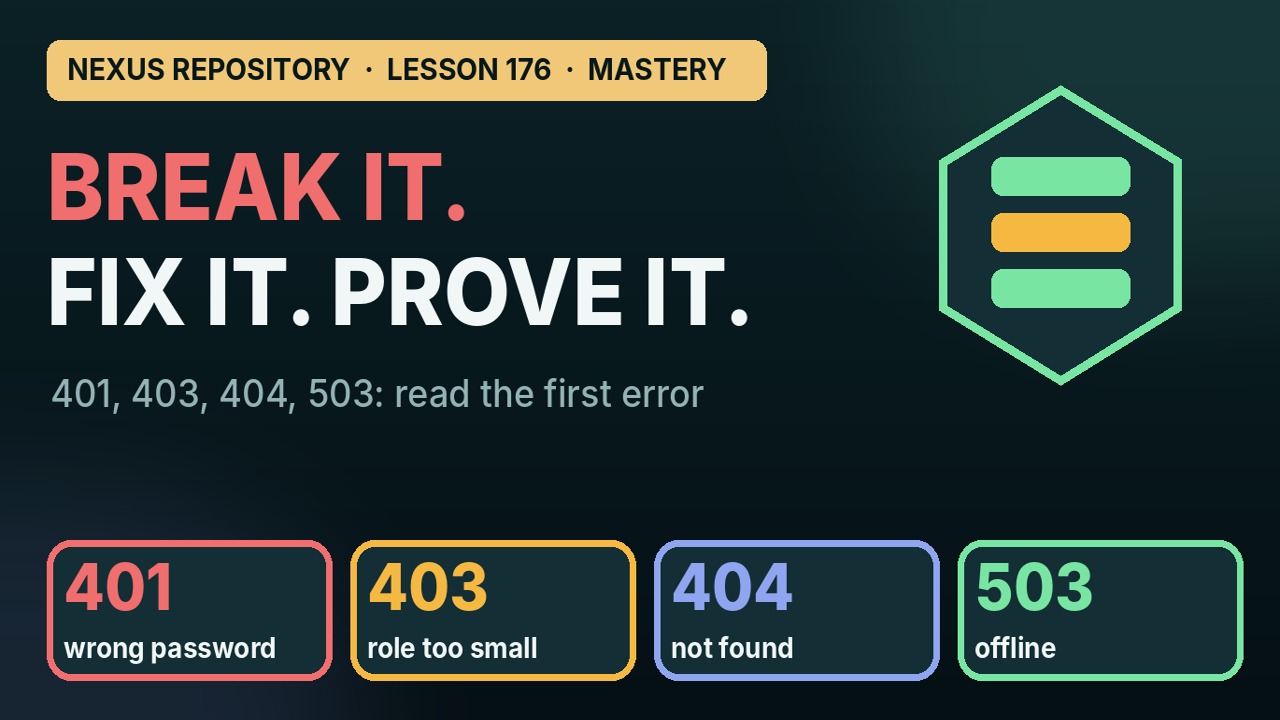 NEXUS REPOSITORY · LESSON 176 · MASTERY
BREAK IT.
FIX IT. PROVE IT.
401, 403, 404, 503: read the first error
401
wrong password
403
role too small
404
not found
503
offline